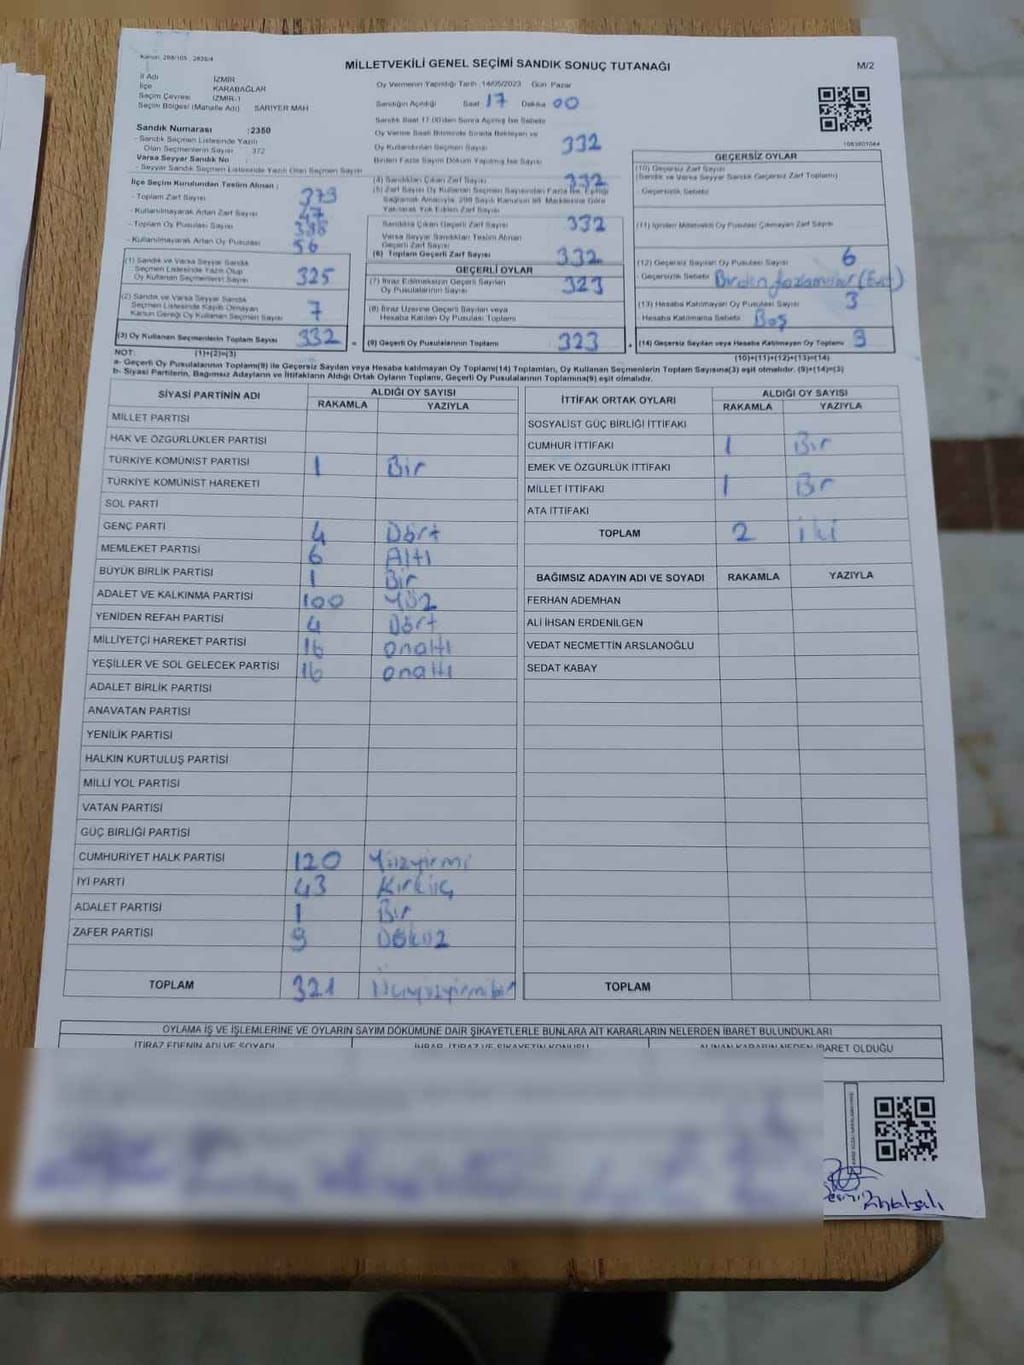 Kanun: 298/105 , 2839/4
MİLLETVEKİLİ GENEL SEÇİMİ SANDIK SONUÇ TUTANAĞI
M/2
İl Adı İZMİR
İlçe KARABAĞLAR
Seçim Çevresi İZMİR-1
Seçim Bölgesi (Mahalle Adı) SARIYER MAH
Sandık Numarası :2350
- Sandık Seçmen Listesinde Yazılı
Olan Seçmenlerin Sayısı 372
Varsa Seyyar Sandık No
- Seyyar Sandık Seçmen Listesinde Yazılı Olan Seçmen Sayısı
İlçe Seçim Kurulundan Teslim Alınan :
- Toplam Zarf Sayısı 379
- Kullanılmayarak Artan Zarf Sayısı 47
- Toplam Oy Pusulası Sayısı 388
- Kullanılmayarak Artan Oy Pusulası 56
(1) Sandık ve Varsa Seyyar Sandık
Seçmen Listesinde Yazılı Olup
Oy Kullanan Seçmenlerin Sayısı 325
(2) Sandık ve Varsa Seyyar Sandık
Seçmen Listesinde Kayıtlı Olmayan
Kanun Gereği Oy Kullanan Seçmen Sayısı 7
(3) Oy Kullanan Seçmenlerin Toplam Sayısı 332
Oy Vermenin Yapıldığı Tarih :14/05/2023 Gün Pazar
Sandığın Açıldığı Saat 17 Dakika 00
Sandık Saat 17.00'den Sonra Açılmış İse Sebebi
Oy Verme Saati Bitiminde Sırada Bekleyen ve
Oy Kullandırılan Seçmen Sayısı 332
Birden Fazla Sayım Döküm Yapılmış İse Sayısı
(4) Sandıktan Çıkan Zarf Sayısı 332
(5) Zarf Sayısı Oy Kullanan Seçmen Sayısından Fazla İse, Eşitliği
Sağlamak Amacıyla, 298 Sayılı Kanunun 98. Maddesine Göre
Yakılarak Yok Edilen Zarf Sayısı
Sandıkta Çıkan Geçerli Zarf Sayısı 332
Varsa Seyyar Sandıktan Teslim Alınan
Geçerli Zarf Sayısı
(6) Toplam Geçerli Zarf Sayısı 332
GEÇERLİ OYLAR
(7) İtiraz Edilmeksizin Geçerli Sayılan
Oy Pusulalarının Sayısı 323
(8) İtiraz Üzerine Geçerli Sayılan veya
Hesaba Katılan Oy Pusulası Toplamı
= (9) Geçerli Oy Pusulalarının Toplamı 323
GEÇERSİZ OYLAR
(10) Geçersiz Zarf Sayısı
(Sandık ve Varsa Seyyar Sandık Geçersiz Zarf Toplamı)
- Geçersizlik Sebebi
(11) İçinden Milletvekili Oy Pusulası Çıkmayan Zarf Sayısı
(12) Geçersiz Sayılan Oy Pusulası Sayısı 6
- Geçersizlik Sebebi Birden fazla mühür
(13) Hesaba Katılmayan Oy Pusulası Sayısı 3
- Hesaba Katılmama Sebebi Boş
+ (14) Geçersiz Sayılan veya Hesaba Katılmayan Oy Toplamı 9
NOT: (1)+(2)=(3)
(10)+(11)+(12)+(13)=(14)
a- Geçerli Oy Pusulalarının Toplamı(9) ile Geçersiz Sayılan veya Hesaba katılmayan Oy Toplamı(14) Toplamları, Oy Kullanan Seçmenlerin Toplam Sayısına(3) eşit olmalıdır. (9)+(14)=(3)
b- Siyasi Partilerin, Bağımsız Adayların ve İttifakların Aldığı Ortak Oyların Toplamı, Geçerli Oy Pusulalarının Toplamına(9) eşit olmalıdır.
SİYASİ PARTİNİN ADI ALDIĞI OY SAYISI
RAKAMLA YAZIYLA
MİLLET PARTİSİ
HAK VE ÖZGÜRLÜKLER PARTİSİ
TÜRKİYE KOMÜNİST PARTİSİ 1 Bir
TÜRKİYE KOMÜNİST HAREKETİ
SOL PARTİ
GENÇ PARTİ 4 Dört
MEMLEKET PARTİSİ 6 Altı
BÜYÜK BİRLİK PARTİSİ 1 Bir
ADALET VE KALKINMA PARTİSİ 100 Yüz
YENİDEN REFAH PARTİSİ 4 Dört
MİLLİYETÇİ HAREKET PARTİSİ 16 onaltı
YEŞİLLER VE SOL GELECEK PARTİSİ 16 onaltı
ADALET BİRLİK PARTİSİ
ANAVATAN PARTİSİ
YENİLİK PARTİSİ
HALKIN KURTULUŞ PARTİSİ
MİLLİ YOL PARTİSİ
VATAN PARTİSİ
GÜÇ BİRLİĞİ PARTİSİ
CUMHURİYET HALK PARTİSİ 120 Yüzyirmi
İYİ PARTİ 43 Kırküç
ADALET PARTİSİ 1 Bir
ZAFER PARTİSİ 9 Dokuz
TOPLAM 321 Üçyüzyirmibir
İTTİFAK ORTAK OYLARI ALDIĞI OY SAYISI
RAKAMLA YAZIYLA
SOSYALİST GÜÇ BİRLİĞİ İTTİFAKI
CUMHUR İTTİFAKI 1 Bir
EMEK VE ÖZGÜRLÜK İTTİFAKI
MİLLET İTTİFAKI 1 Bir
ATA İTTİFAKI
TOPLAM 2 iki
BAĞIMSIZ ADAYIN ADI VE SOYADI RAKAMLA YAZIYLA
FERHAN ADEMHAN
ALİ İHSAN ERDENİLGEN
VEDAT NECMETTİN ARSLANOĞLU
SEDAT KABAY
TOPLAM
OYLAMA İŞ VE İŞLEMLERİNE VE OYLARIN SAYIM DÖKÜMÜNE DAİR ŞİKAYETLERLE BUNLARA AİT KARARLARIN NELERDEN İBARET BULUNDUKLARI
İTİRAZ EDENİN ADI VE SOYADI İHBAR, İTİRAZ VE ŞİKAYETİN KONUSU ALINAN KARARIN NEDEN İBARET OLDUĞU